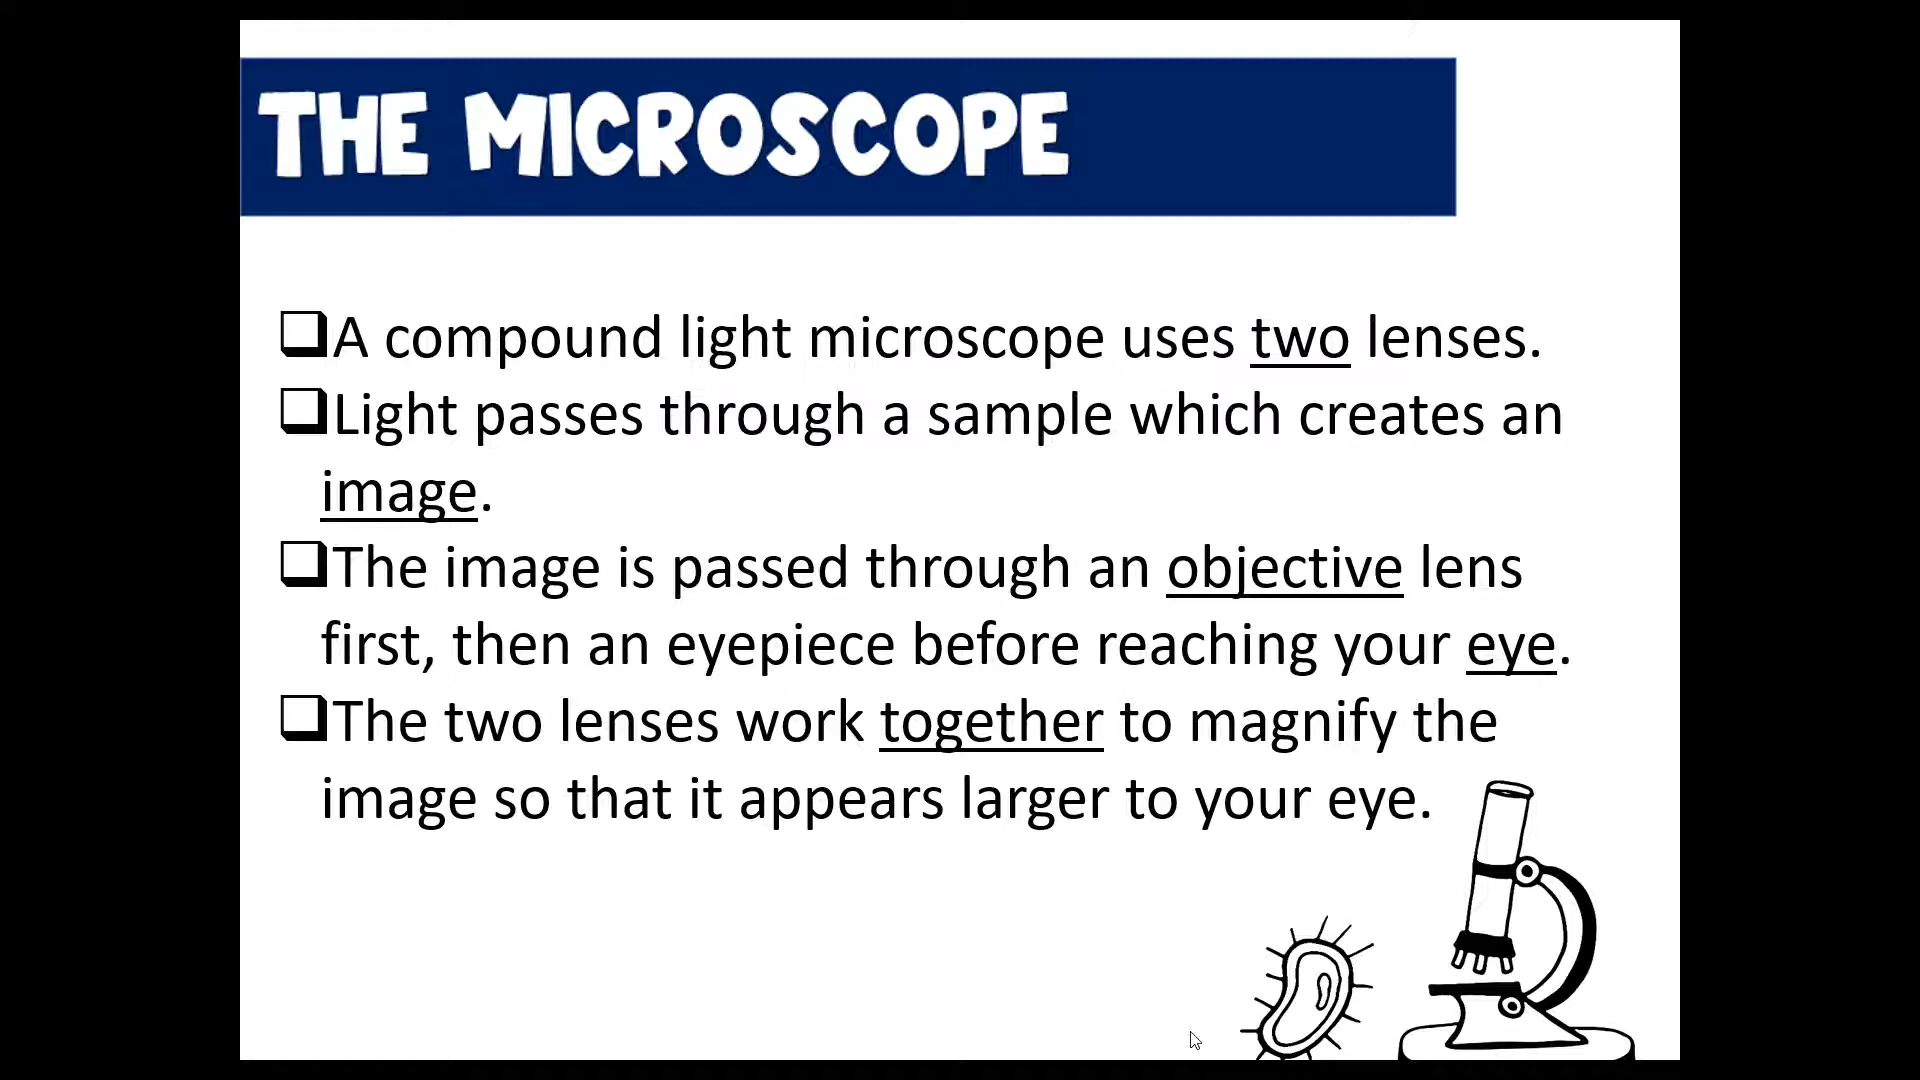 THE MICROSCOPE
❑A compound light microscope uses two lenses.
❑Light passes through a sample which creates an
image.
❑The image is passed through an objective lens
first, then an eyepiece before reaching your eye.
❑The two lenses work together to magnify the
image so that it appears larger to your eye.